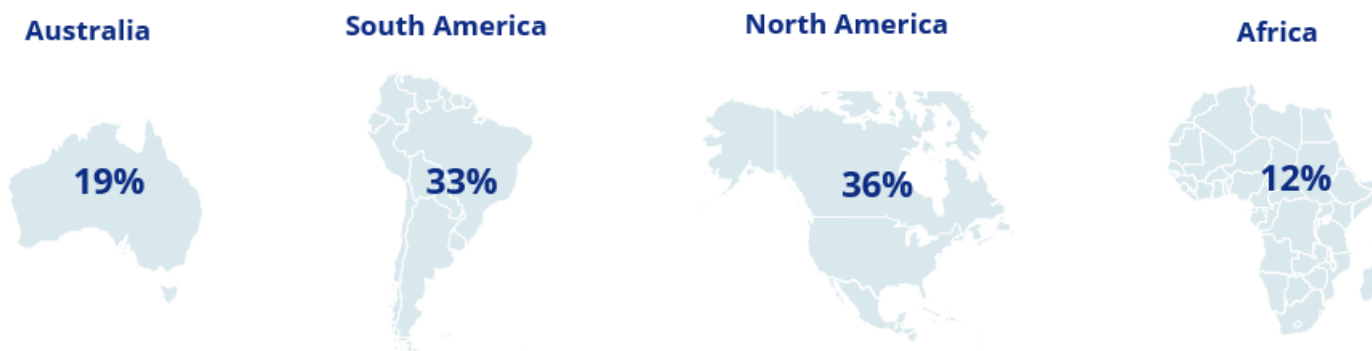 Australia
19%
South America
33%
North America
36%
Africa
12%